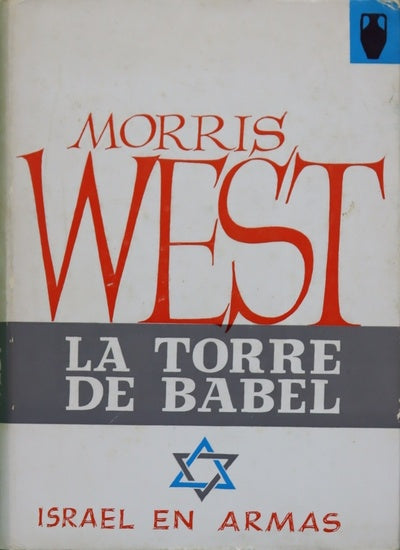 MORRIS
WEST
LA TORRE
DE BABEL
ISRAEL EN ARMAS